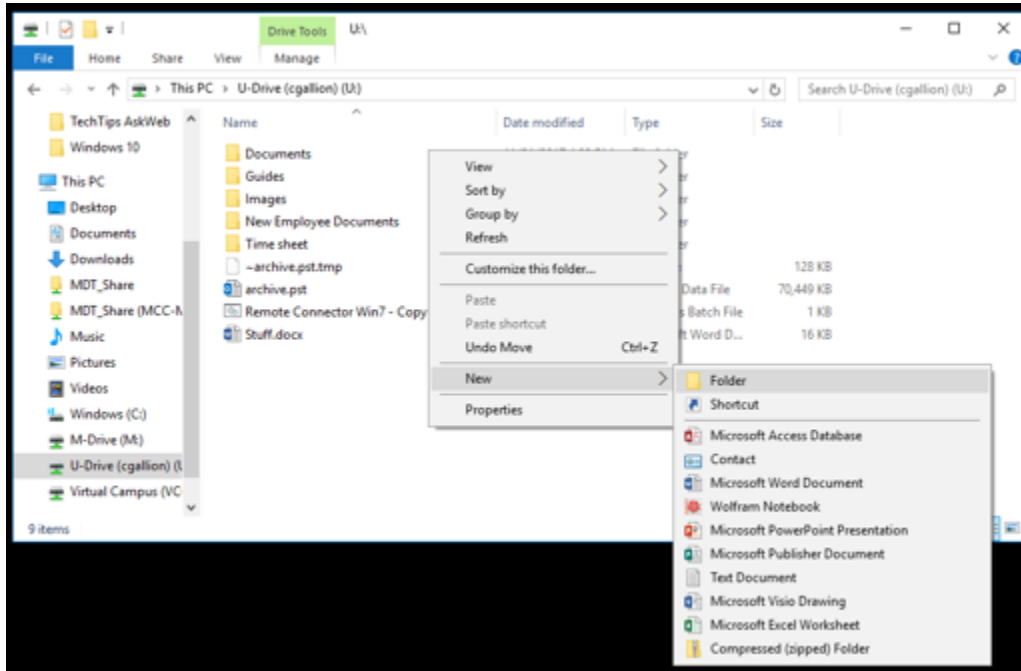 Drive Tools U:\
File Home Share View Manage
This PC > U-Drive (cgallion) (U:) Search U-Drive (cgallion) (U:)
TechTips AskWeb
Windows 10
This PC
Desktop
Documents
Downloads
MDT_Share
MDT_Share (MCC-M
Music
Pictures
Videos
Windows (C:)
M-Drive (M:)
U-Drive (cgallion) (U
Virtual Campus (VC
9 items
Name Date modified Type Size
Documents
Guides
Images
New Employee Documents
Time sheet
~archive.pst.tmp 128 KB
archive.pst Data File 70,449 KB
Remote Connector Win7 - Copy s Batch File 1 KB
Stuff.docx ft Word D... 16 KB
View
Sort by
Group by
Refresh
Customize this folder...
Paste
Paste shortcut
Undo Move Ctrl+Z
New
Properties
Folder
Shortcut
Microsoft Access Database
Contact
Microsoft Word Document
Wolfram Notebook
Microsoft PowerPoint Presentation
Microsoft Publisher Document
Text Document
Microsoft Visio Drawing
Microsoft Excel Worksheet
Compressed (zipped) Folder